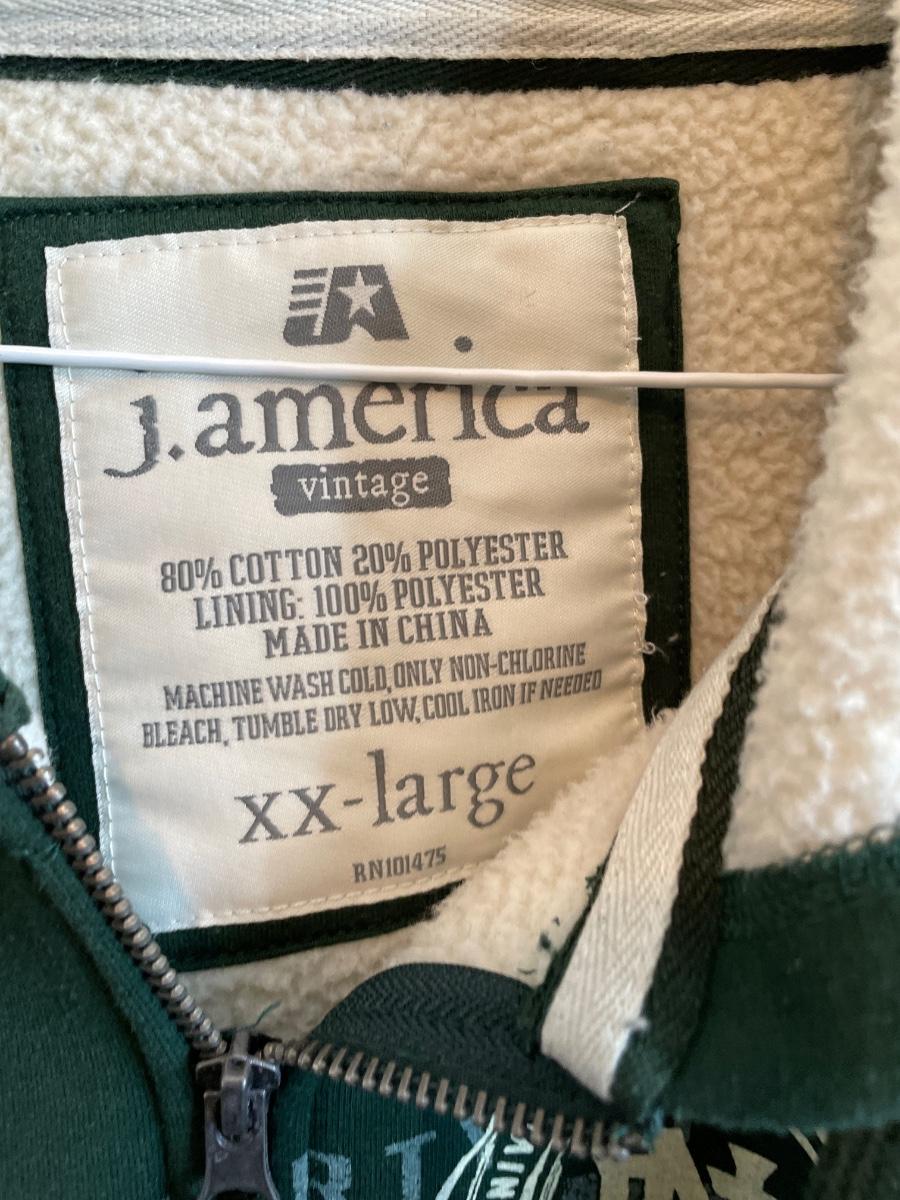 JA
j.america
vintage
80% COTTON 20% POLYESTER
LINING: 100% POLYESTER
MADE IN CHINA
MACHINE WASH COLD, ONLY NON-CHLORINE
BLEACH, TUMBLE DRY LOW, COOL IRON IF NEEDED
xx-large
RN101475